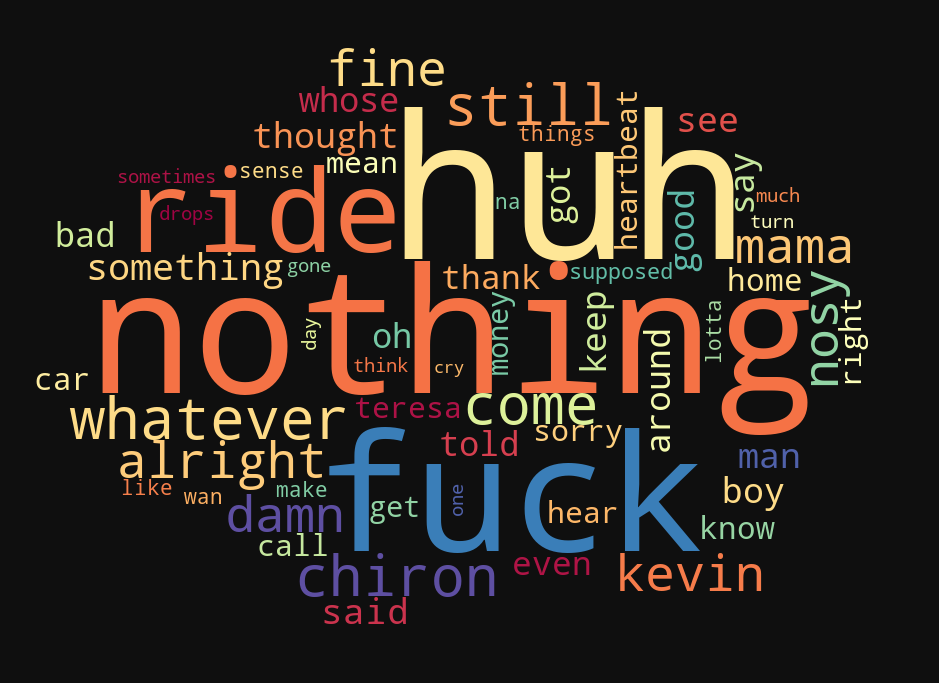 fine
whose
still
thought
things
heartbeat
see
huh
sometimes
sense
mean
ride
drops
na
got
good
say
much
turn
bad
mama
something
gone
thank
supposed
home
nothing
day
oh
money
keep
lotta
nosy
right
think
cry
car
whatever
teresa
come
around
told
sorry
man
alright
fuck
like
wan
make
get
one
hear
boy
damn
know
call
chiron
even
kevin
said